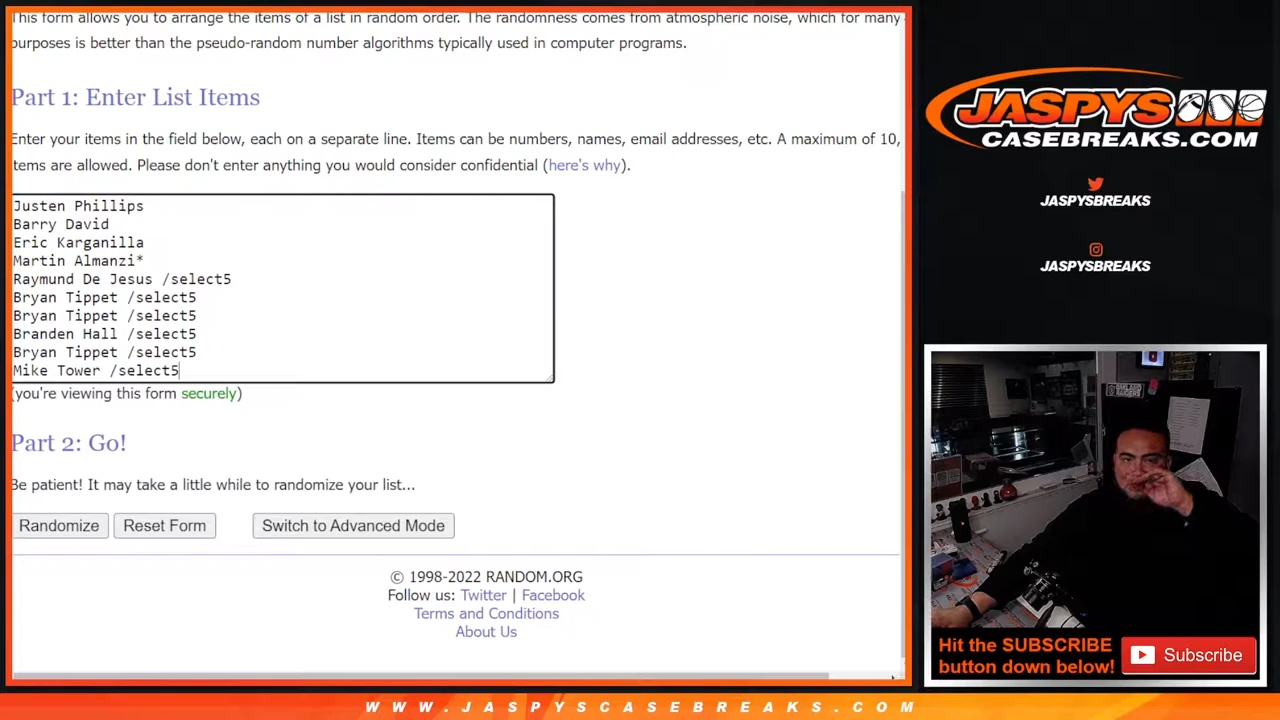 This form allows you to arrange the items of a list in random order. The randomness comes from atmospheric noise, which for many
purposes is better than the pseudo-random number algorithms typically used in computer programs.
Part 1: Enter List Items
Enter your items in the field below, each on a separate line. Items can be numbers, names, email addresses, etc. A maximum of 10,
items are allowed. Please don't enter anything you would consider confidential (here's why).
Justen Phillips
Barry David
Eric Karganilla
Martin Almanzi*
Raymund De Jesus /select5
Bryan Tippet /select5
Bryan Tippet /select5
Branden Hall /select5
Bryan Tippet /select5
Mike Tower /select5
(you're viewing this form securely)
Part 2: Go!
Be patient! It may take a little while to randomize your list...
Randomize Reset Form Switch to Advanced Mode
© 1998-2022 RANDOM.ORG
Follow us: Twitter | Facebook
Terms and Conditions
About Us
JASPYS
CASEBREAKS.COM
JASPYSBREAKS
JASPYSBREAKS
OAKLAND
RAIDERS
Hit the SUBSCRIBE
button down below!
Subscribe
WWW.JASPYSCASEBREAKS.COM